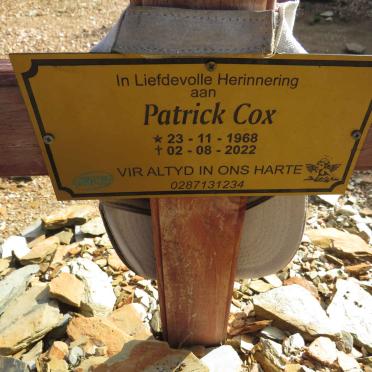 In Liefdevolle Herinnering
aan
Patrick Cox
★ 23 - 11 - 1968
✝ 02 - 08 - 2022
VIR ALTYD IN ONS HARTE
0287131234